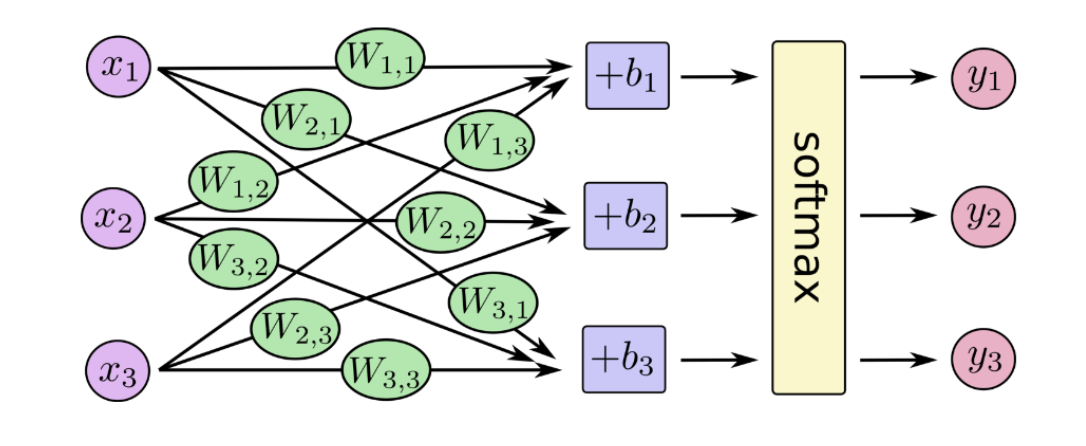 x₁
W₁,₁
+b₁
y₁
W₂,₁
W₁,₃
W₁,₂
x₂
W₂,₂
+b₂
softmax
y₂
W₃,₂
W₃,₁
W₂,₃
x₃
W₃,₃
+b₃
y₃